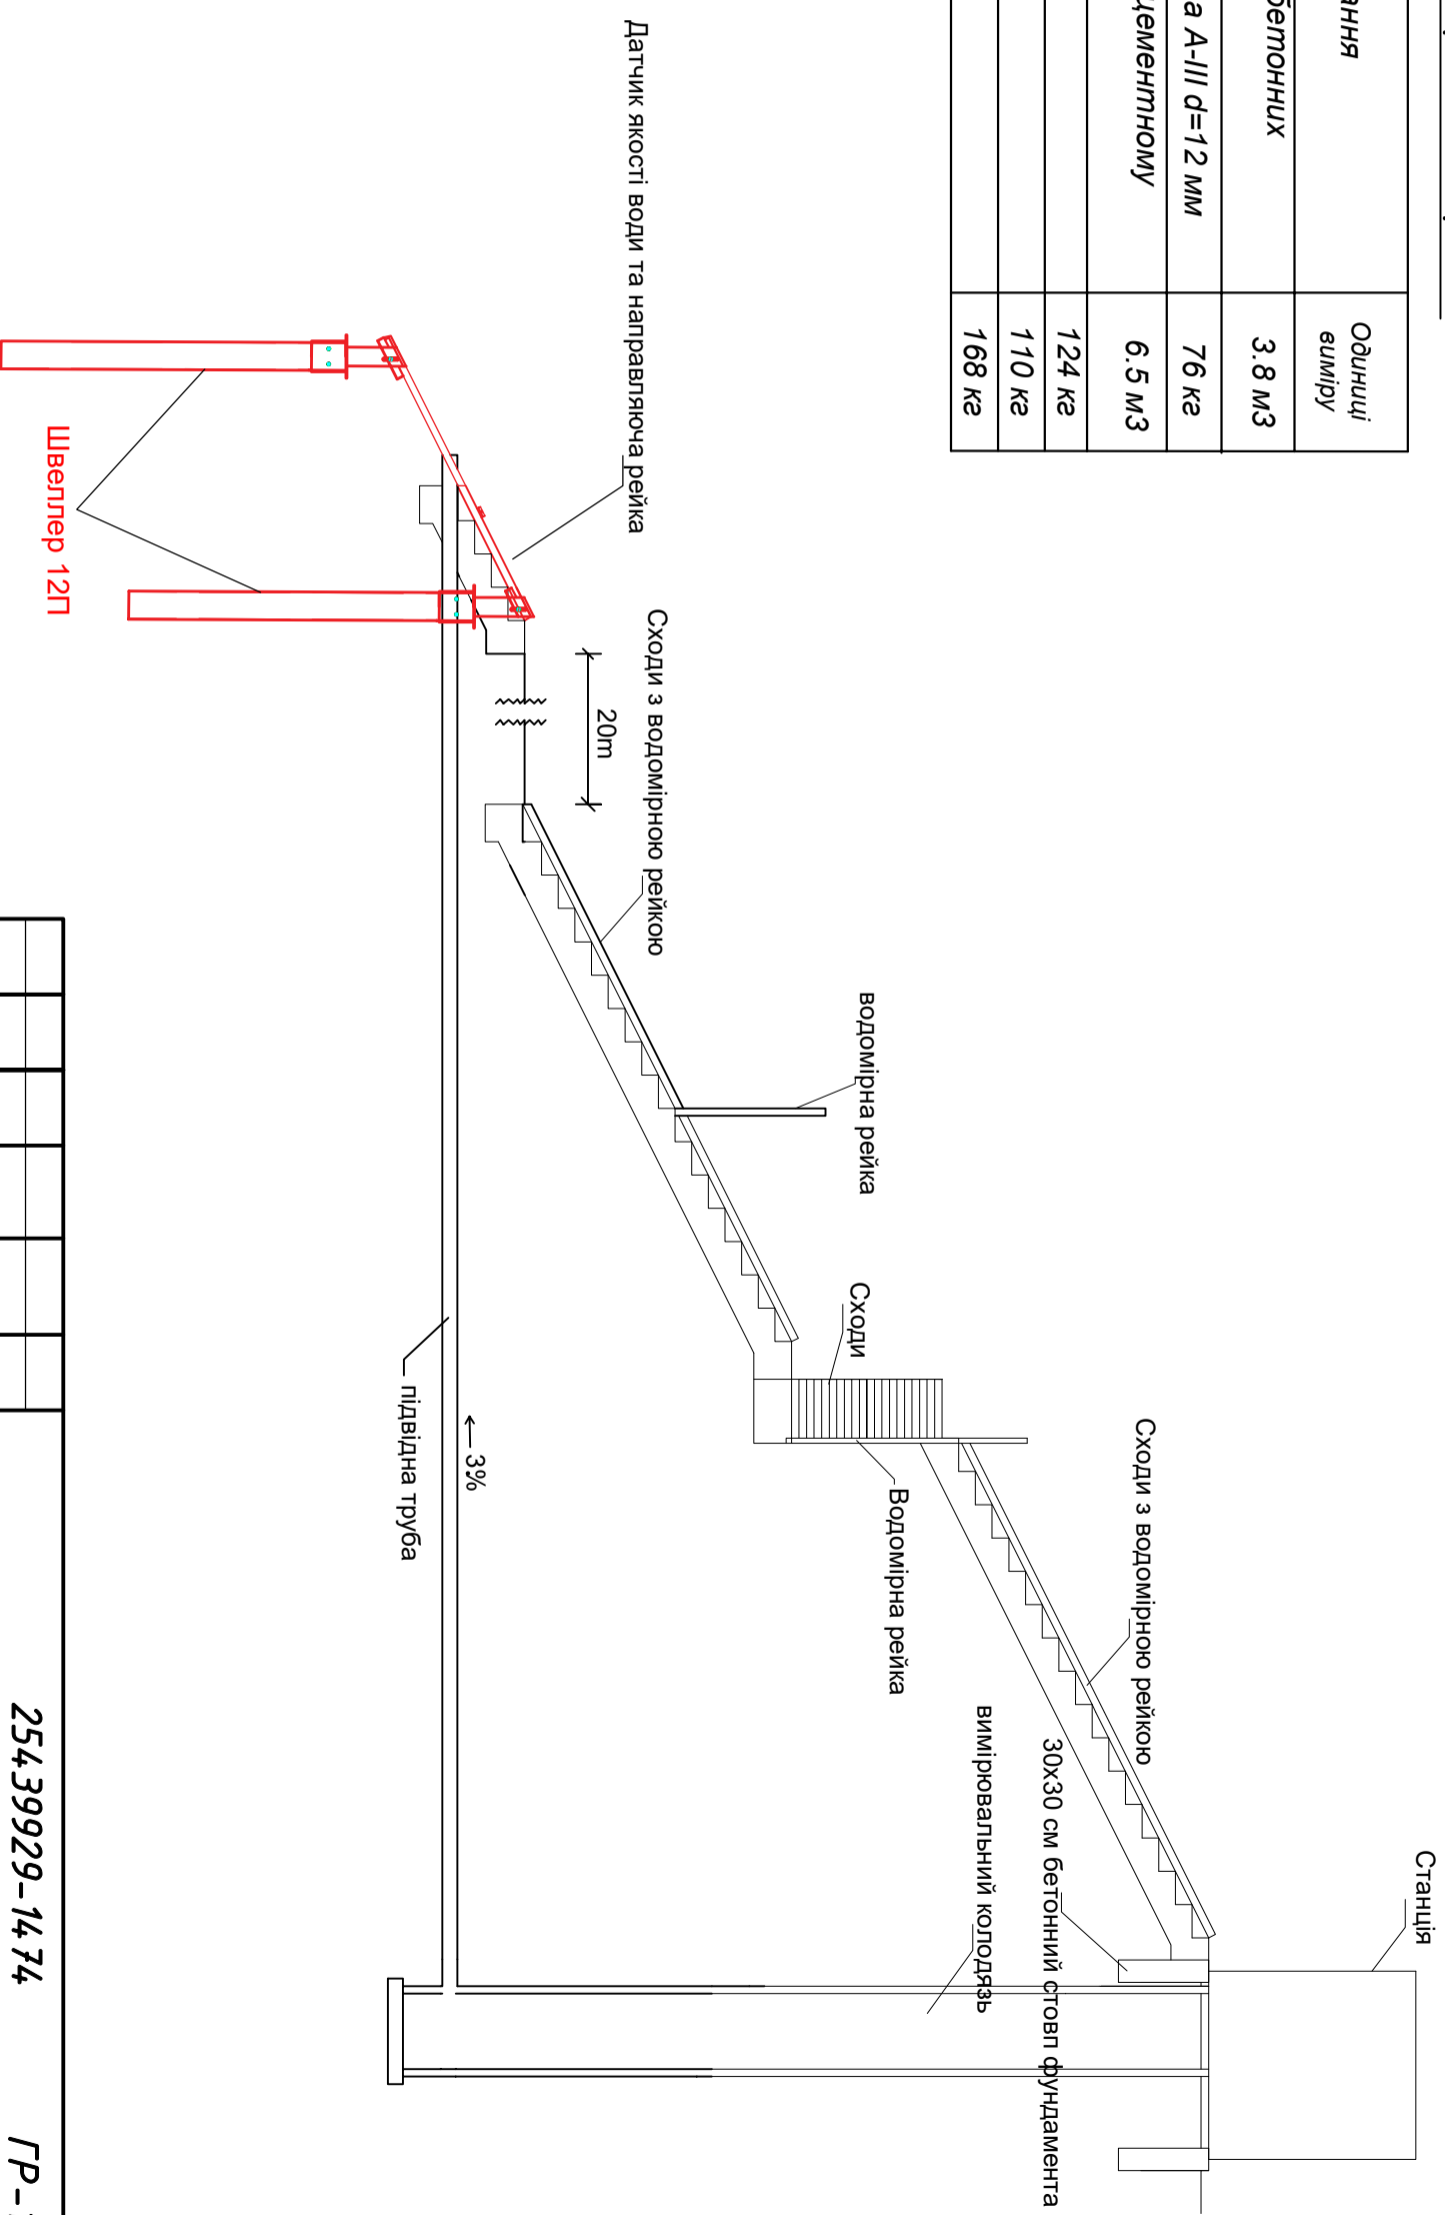 ання
Одиниці
виміру
бетонних
3.8 м3
а А-III d=12 мм
76 кг
цементному
6.5 м3
124 кг
110 кг
168 кг
Станція
Сходи з водомірною рейкою
30х30 см бетонний стовп фундамента
вимірювальний колодязь
Водомірна рейка
Сходи
водомірна рейка
Сходи з водомірною рейкою
20m
Датчик якості води та направляюча рейка
3%
підвідна труба
Швеллер 12П
25439929-1474
ГР-